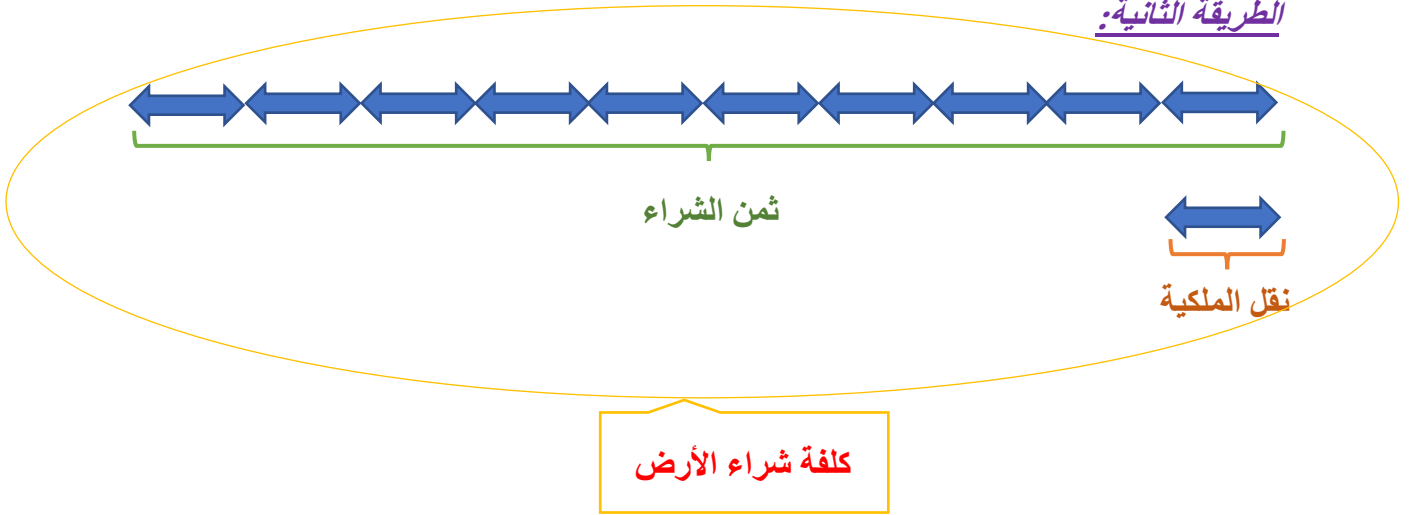 الطريقة الثانية:
ثمن الشراء
نقل الملكية
كلفة شراء الأرض